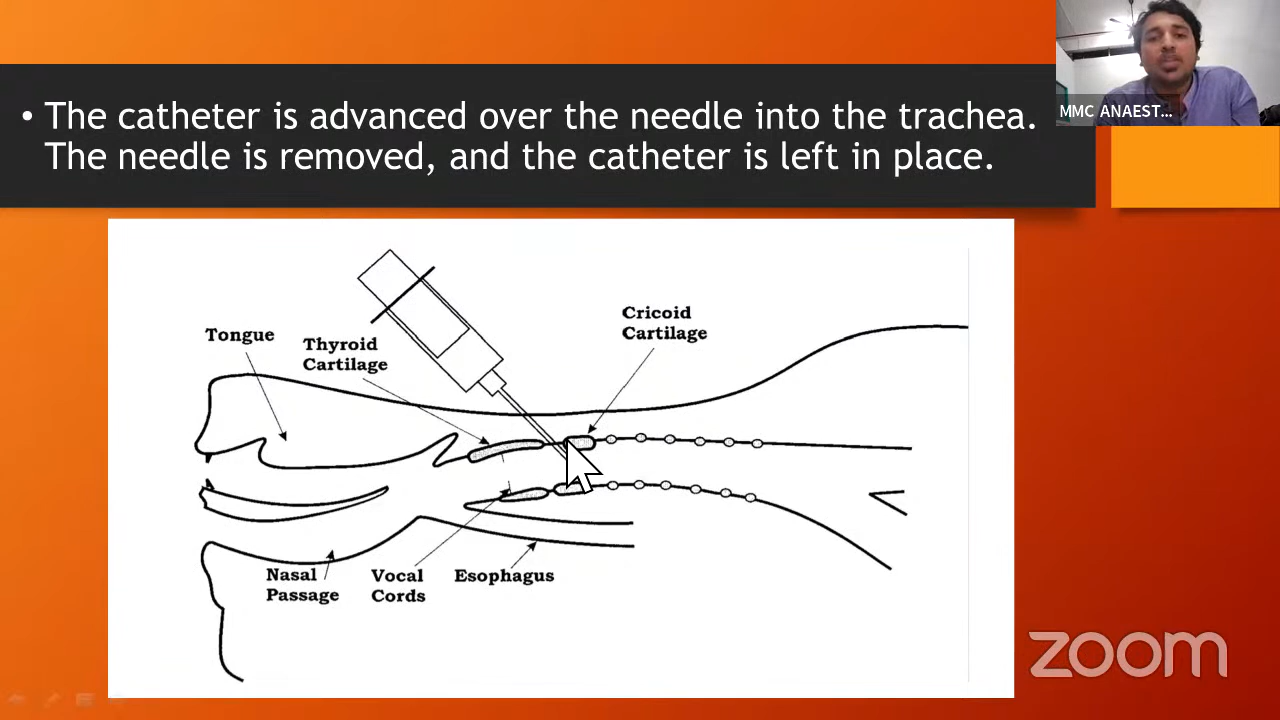 • The catheter is advanced over the needle into the trachea.
The needle is removed, and the catheter is left in place.
MMC ANAEST...
Cricoid
Cartilage
Tongue
Thyroid
Cartilage
Nasal
Passage
Vocal
Cords
Esophagus
zoom